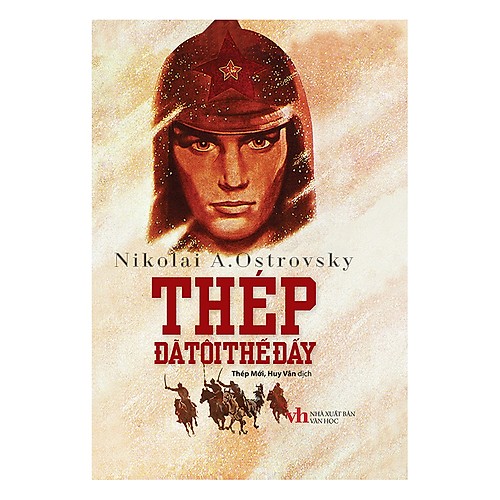 Nikolai A.Ostrovsky
THÉP
ĐÃ TÔI THẾ ĐẤY
Thép Mới, Huy Vân dịch
vh NHÀ XUẤT BẢN
VĂN HỌC